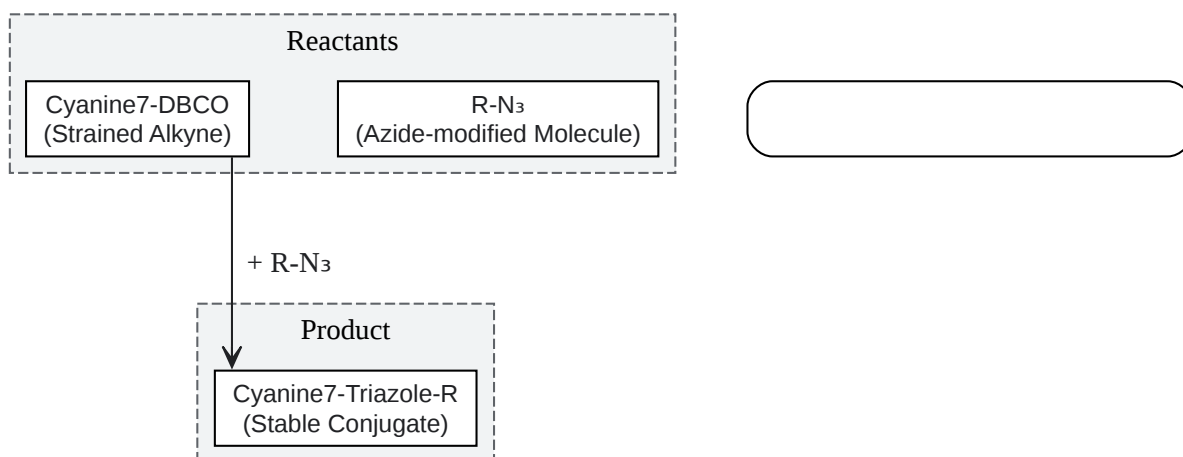 Reactants
Cyanine7-DBCO
(Strained Alkyne)
R-N₃
(Azide-modified Molecule)
+ R-N₃
Product
Cyanine7-Triazole-R
(Stable Conjugate)